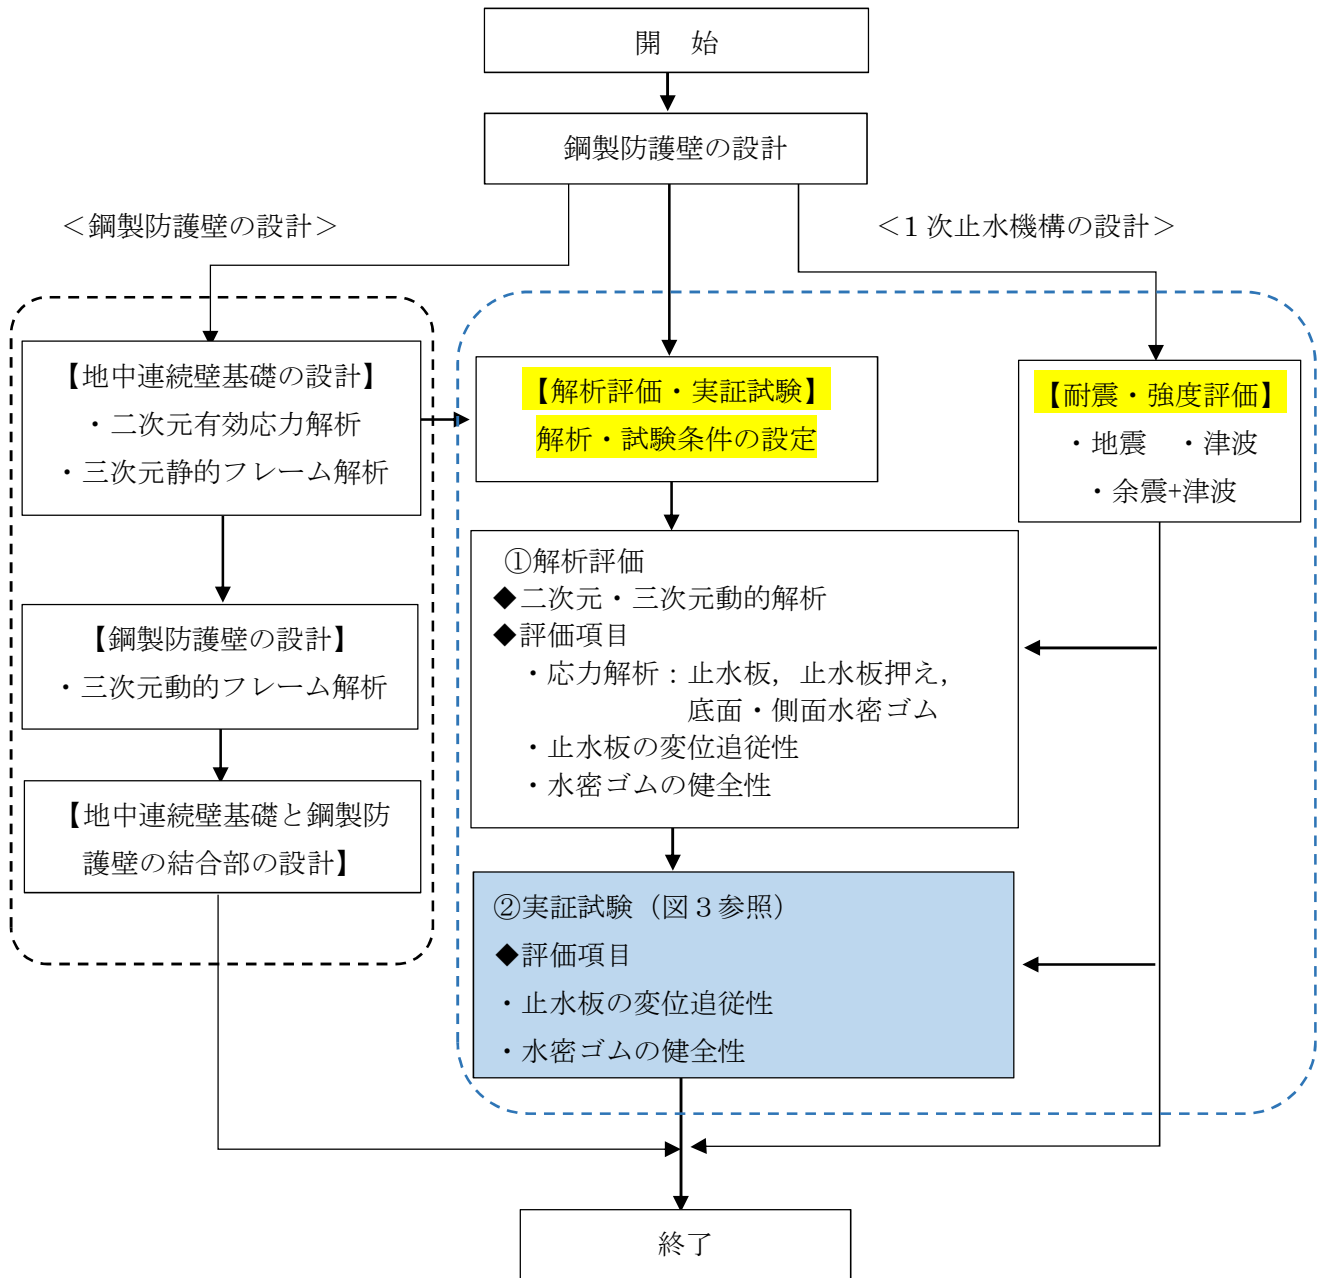 開　始
鋼製防護壁の設計
＜鋼製防護壁の設計＞
＜1 次止水機構の設計＞
【地中連続壁基礎の設計】
・二次元有効応力解析
・三次元静的フレーム解析
【鋼製防護壁の設計】
・三次元動的フレーム解析
【地中連続壁基礎と鋼製防
護壁の結合部の設計】
【解析評価・実証試験】
解析・試験条件の設定
①解析評価
◆二次元・三次元動的解析
◆評価項目
・応力解析：止水板，止水板押え，
底面・側面水密ゴム
・止水板の変位追従性
・水密ゴムの健全性
②実証試験（図３参照）
◆評価項目
・止水板の変位追従性
・水密ゴムの健全性
【耐震・強度評価】
・地震　・津波
・余震+津波
終了